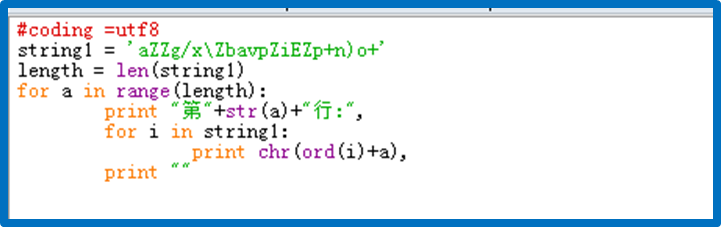 #coding =utf8
string1 = 'aZZg/x\ZbavpZiEZp+n)o+'
length = len(string1)
for a in range(length):
        print "第"+str(a)+"行:",
        for i in string1:
                print chr(ord(i)+a),
        print ""